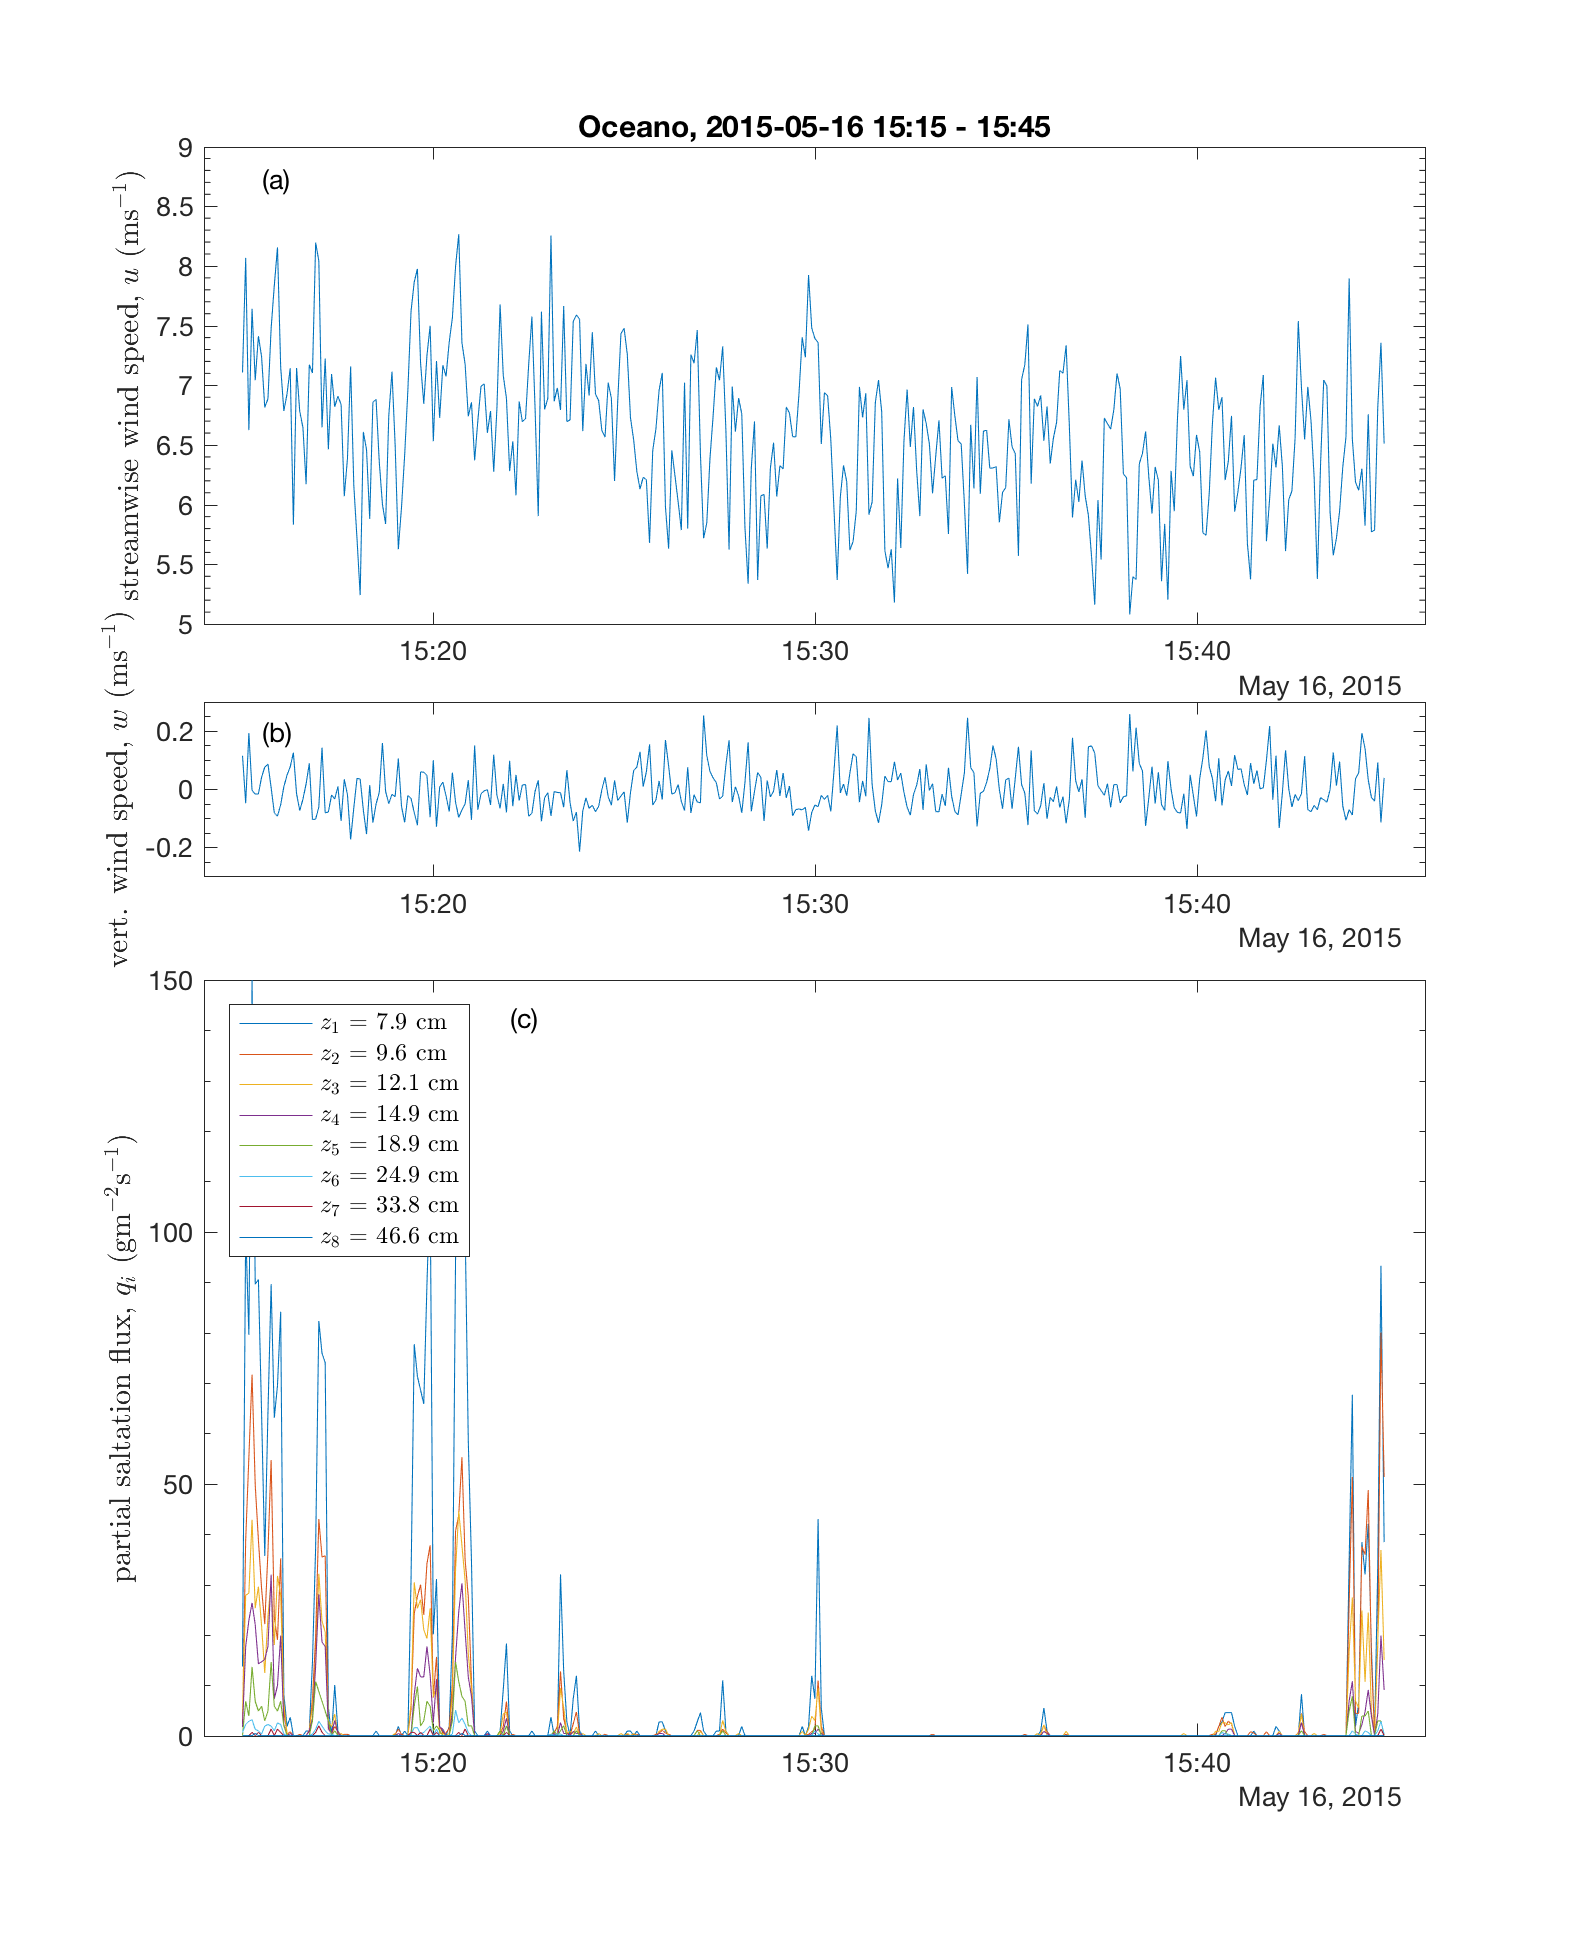 Oceano, 2015-05-16 15:15 - 15:45
streamwise wind speed, u (ms⁻¹)
(a)
9
8.5
8
7.5
7
6.5
6
5.5
5
15:20 15:30 15:40
May 16, 2015
vert. wind speed, w (ms⁻¹)
(b)
0.2
0
-0.2
15:20 15:30 15:40
May 16, 2015
partial saltation flux, qᵢ (gm⁻²s⁻¹)
(c)
150
100
50
0
z₁ = 7.9 cm
z₂ = 9.6 cm
z₃ = 12.1 cm
z₄ = 14.9 cm
z₅ = 18.9 cm
z₆ = 24.9 cm
z₇ = 33.8 cm
z₈ = 46.6 cm
15:20 15:30 15:40
May 16, 2015